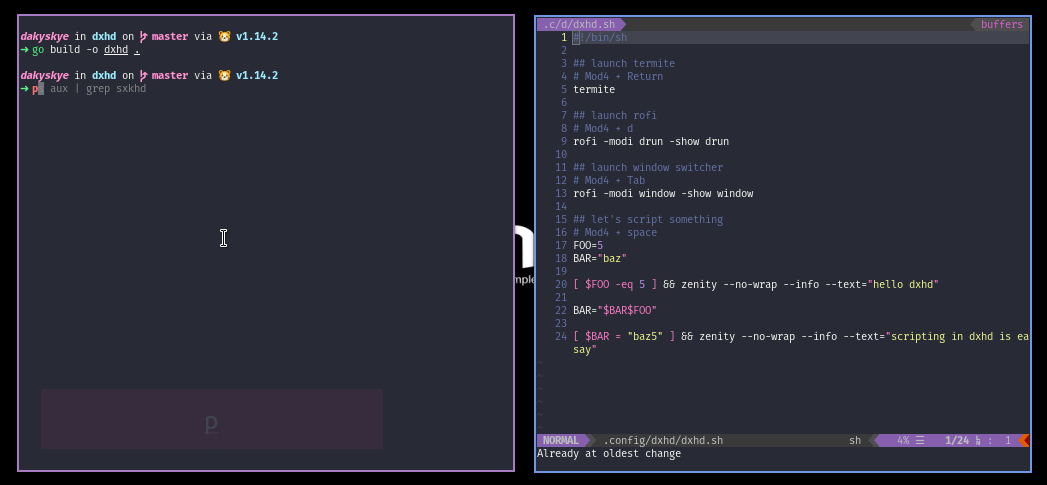 dakyskye in dxhd on master via 🐹 v1.14.2
➜ go build -o dxhd .
dakyskye in dxhd on master via 🐹 v1.14.2
➜ ps aux | grep sxkhd
p
mple
.c/d/dxhd.sh buffers
1 #!/bin/sh
2
3 ## launch termite
4 # Mod4 + Return
5 termite
6
7 ## launch rofi
8 # Mod4 + d
9 rofi -modi drun -show drun
10
11 ## launch window switcher
12 # Mod4 + Tab
13 rofi -modi window -show window
14
15 ## let's script something
16 # Mod4 + space
17 FOO=5
18 BAR="baz"
19
20 [ $FOO -eq 5 ] && zenity --no-wrap --info --text="hello dxhd"
21
22 BAR="$BAR$FOO"
23
24 [ $BAR = "baz5" ] && zenity --no-wrap --info --text="scripting in dxhd is ea
say"
~
~
~
~
~
~
NORMAL .config/dxhd/dxhd.sh sh 4% ☰ 1/24 ㏑ : 1
Already at oldest change